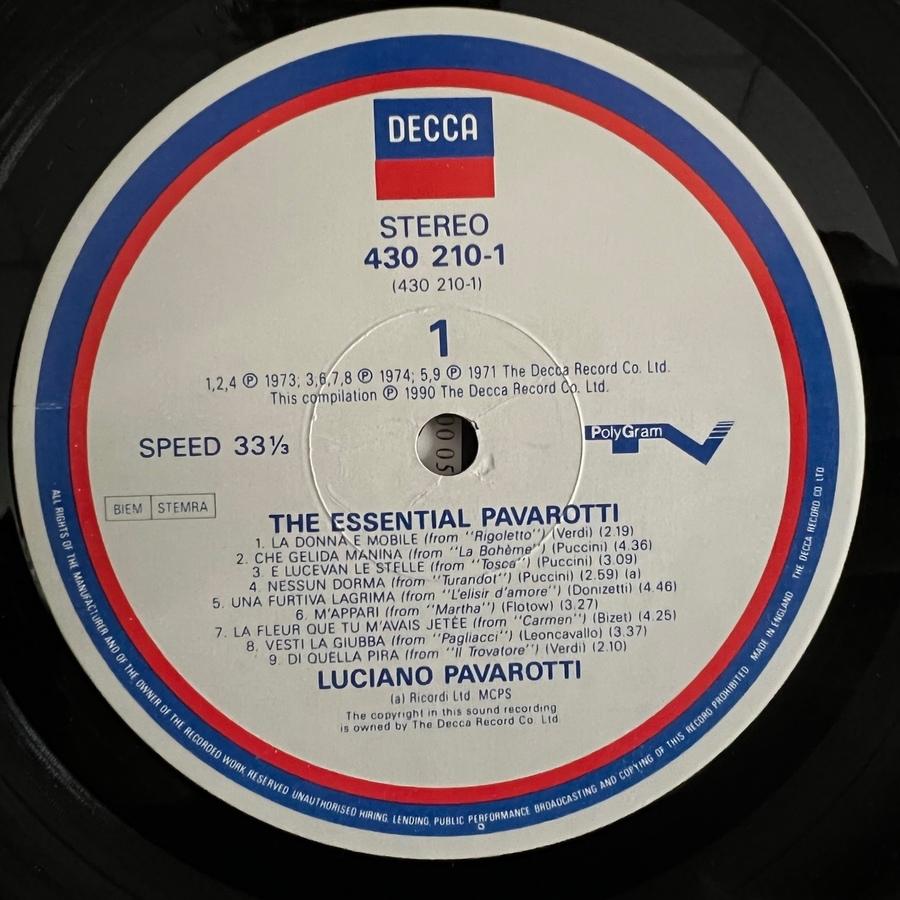 DECCA
STEREO
430 210-1
(430 210-1)
1
1,2,4 ℗ 1973; 3,6,7,8 ℗ 1974; 5,9 ℗ 1971 The Decca Record Co. Ltd.
This compilation ℗ 1990 The Decca Record Co. Ltd.
SPEED 33⅓
PolyGram
TV
BIEM STEMRA
0005
THE ESSENTIAL PAVAROTTI
1. LA DONNA E MOBILE (from "Rigoletto") (Verdi) (2.19)
2. CHE GELIDA MANINA (from "La Bohème") (Puccini) (4.36)
3. E LUCEVAN LE STELLE (from "Tosca") (Puccini) (3.09)
4. NESSUN DORMA (from "Turandot") (Puccini) (2.59) (a)
5. UNA FURTIVA LAGRIMA (from "L'elisir d'amore") (Donizetti) (4.46)
6. M'APPARI (from "Martha") (Flotow) (3.27)
7. LA FLEUR QUE TU M'AVAIS JETÉE (from "Carmen") (Bizet) (4.25)
8. VESTI LA GIUBBA (from "Pagliacci") (Leoncavallo) (3.37)
9. DI QUELLA PIRA (from "Il Trovatore") (Verdi) (2.10)
LUCIANO PAVAROTTI
(a) Ricordi Ltd. MCPS
The copyright in this sound recording
is owned by The Decca Record Co. Ltd.
ALL RIGHTS OF THE MANUFACTURER AND OF THE OWNER OF THE RECORDED WORK RESERVED UNAUTHORISED HIRING, LENDING, PUBLIC PERFORMANCE BROADCASTING AND COPYING OF THIS RECORD PROHIBITED MADE IN ENGLAND THE DECCA RECORD CO LTD